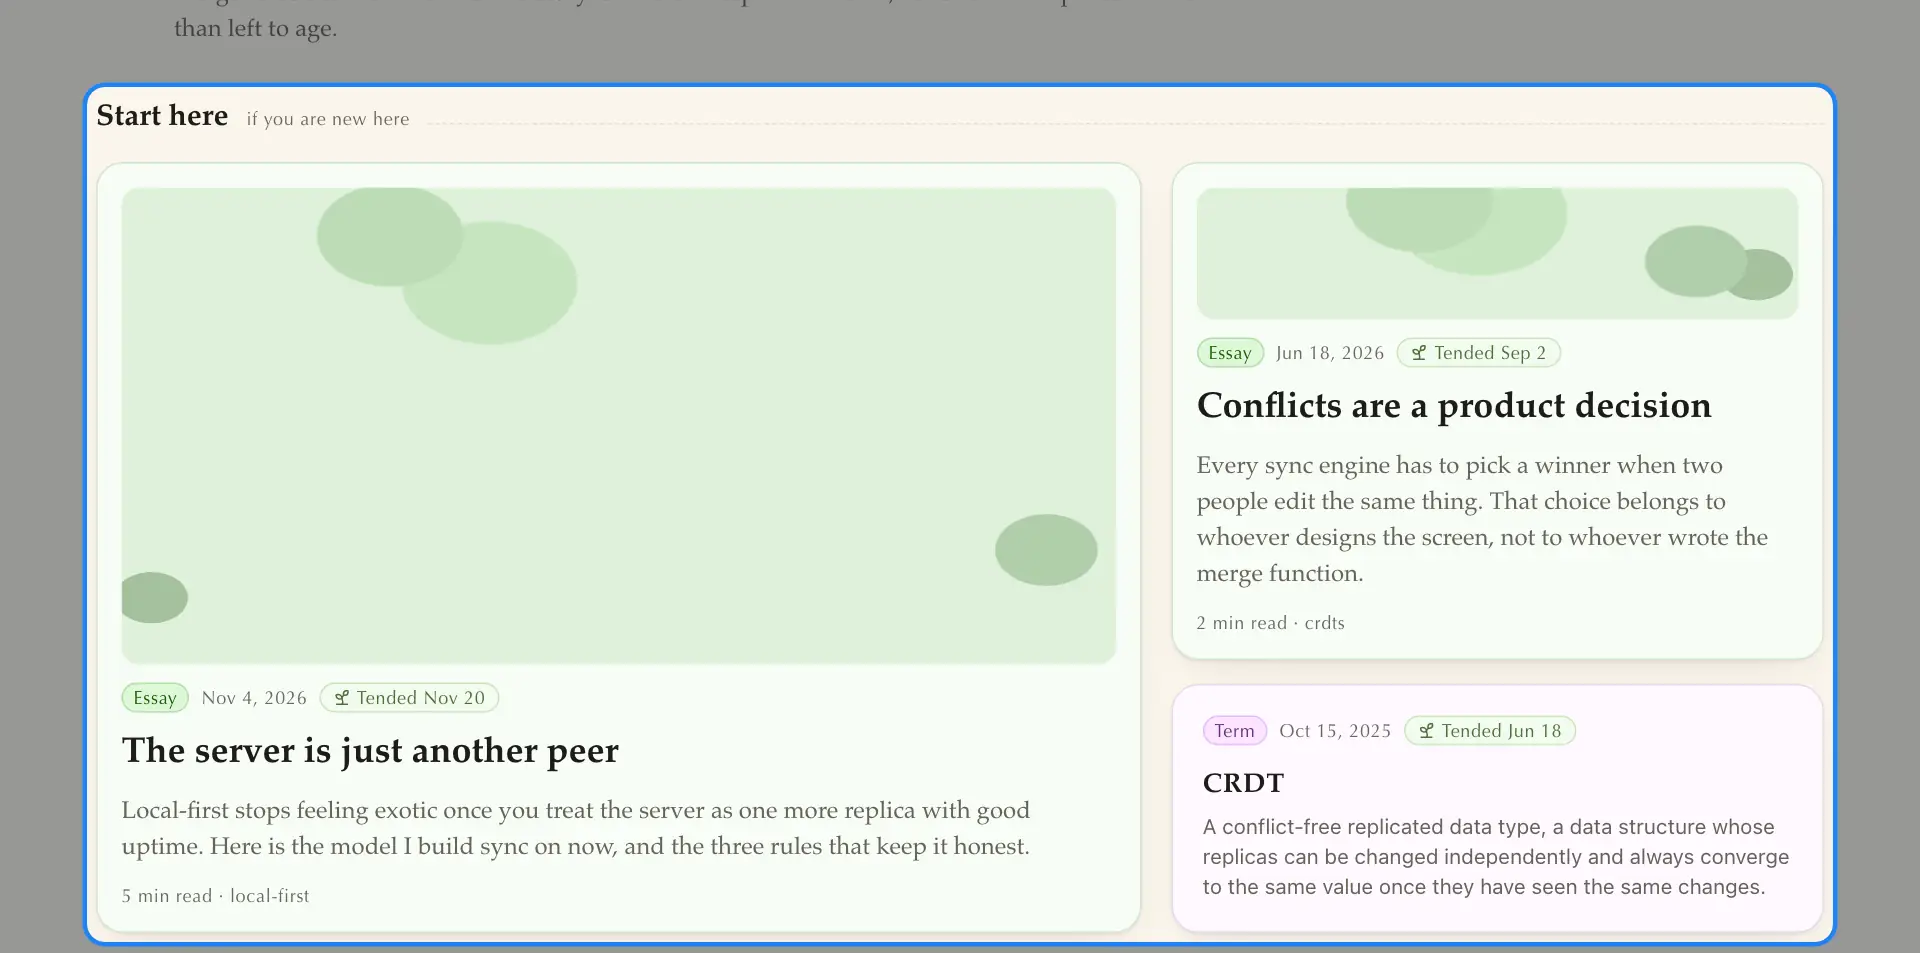 than left to age.
Start here if you are new here
Essay Nov 4, 2026 Tended Nov 20
The server is just another peer
Local-first stops feeling exotic once you treat the server as one more replica with good
uptime. Here is the model I build sync on now, and the three rules that keep it honest.
5 min read · local-first
Essay Jun 18, 2026 Tended Sep 2
Conflicts are a product decision
Every sync engine has to pick a winner when two
people edit the same thing. That choice belongs to
whoever designs the screen, not to whoever wrote the
merge function.
2 min read · crdts
Term Oct 15, 2025 Tended Jun 18
CRDT
A conflict-free replicated data type, a data structure whose
replicas can be changed independently and always converge
to the same value once they have seen the same changes.